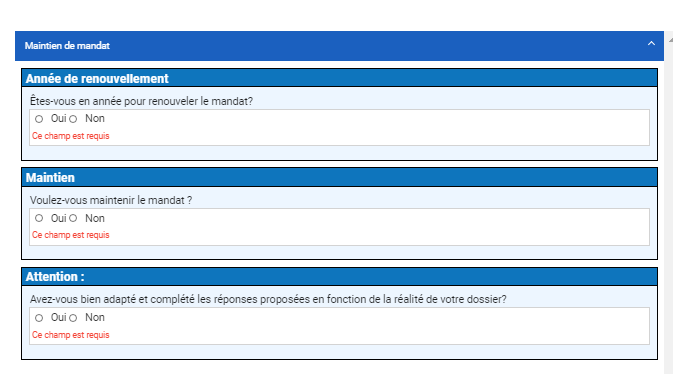 Maintien de mandat
Année de renouvellement
Êtes-vous en année pour renouveler le mandat?
Oui Non
Ce champ est requis
Maintien
Voulez-vous maintenir le mandat ?
Oui Non
Ce champ est requis
Attention :
Avez-vous bien adapté et complété les réponses proposées en fonction de la réalité de votre dossier?
Oui Non
Ce champ est requis